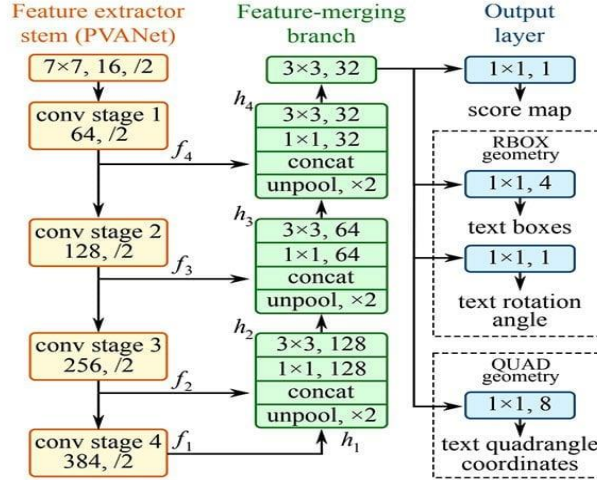 Feature extractor
stem (PVANet)
7×7, 16, /2
conv stage 1
64, /2
f4
conv stage 2
128, /2
f3
conv stage 3
256, /2
f2
conv stage 4
384, /2
f1
Feature-merging
branch
3×3, 32
h4
3×3, 32
1×1, 32
concat
unpool, ×2
h3
3×3, 64
1×1, 64
concat
unpool, ×2
h2
3×3, 128
1×1, 128
concat
unpool, ×2
h1
Output
layer
1×1, 1
score map
RBOX
geometry
1×1, 4
text boxes
1×1, 1
text rotation
angle
QUAD
geometry
1×1, 8
text quadrangle
coordinates